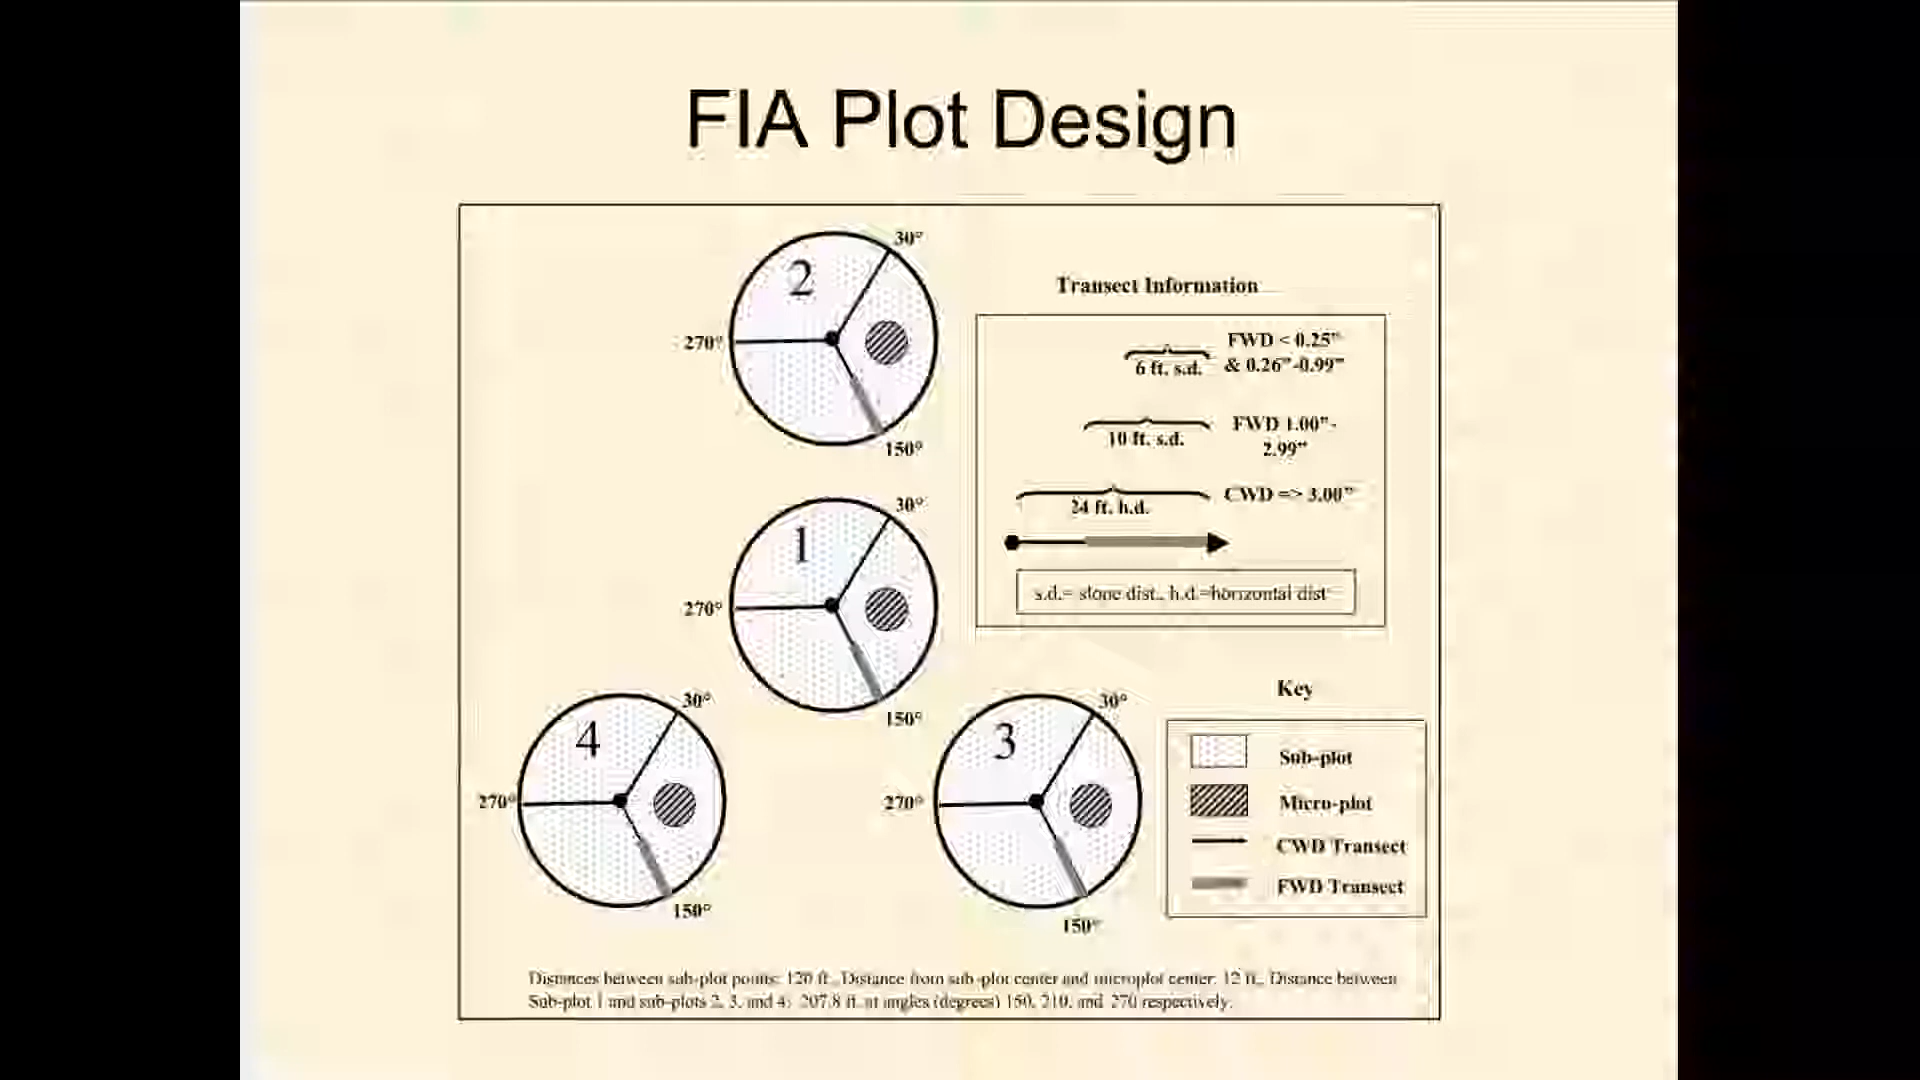 FIA Plot Design
30°
2
270°
150°
30°
1
270°
150°
30°
4
270°
150°
30°
3
270°
150°
Transect Information
FWD < 0.25"
& 0.26"-0.99"
6 ft. s.d.
FWD 1.00"-
2.99"
10 ft. s.d.
CWD => 3.00"
24 ft. h.d.
s.d.= slope dist., h.d.=horizontal dist
Key
Sub-plot
Micro-plot
CWD Transect
FWD Transect
Distances between sub-plot points: 120 ft., Distance from sub-plot center and microplot center: 12 ft., Distance between
Sub-plot 1 and sub-plots 2, 3, and 4: 207.8 ft. at angles (degrees) 150, 210, and 270 respectively.